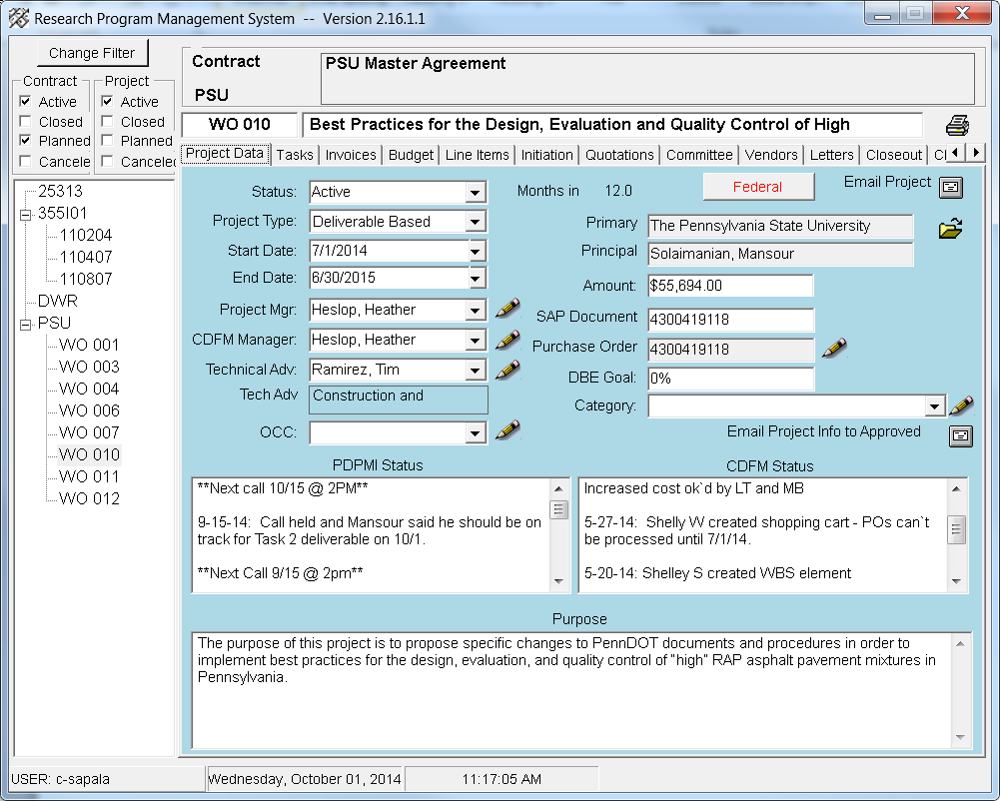 Research Program Management System -- Version 2.16.1.1
Change Filter
Contract
Active
Closed
Planned
Cancele
Project
Active
Closed
Planned
Cancelec
25313
355I01
110204
110407
110807
DWR
PSU
WO 001
WO 003
WO 004
WO 006
WO 007
WO 010
WO 011
WO 012
Contract
PSU Master Agreement
PSU
WO 010
Best Practices for the Design, Evaluation and Quality Control of High
Project Data Tasks Invoices Budget Line Items Initiation Quotations Committee Vendors Letters Closeout
Status: Active
Project Type: Deliverable Based
Start Date: 7/1/2014
End Date: 6/30/2015
Project Mgr: Heslop, Heather
CDFM Manager: Heslop, Heather
Technical Adv: Ramirez, Tim
Tech Adv Construction and
OCC:
Months in 12.0
Federal
Email Project
Primary The Pennsylvania State University
Principal Solaimanian, Mansour
Amount: $55,694.00
SAP Document 4300419118
Purchase Order 4300419118
DBE Goal: 0%
Category:
Email Project Info to Approved
PDPMI Status
**Next call 10/15 @ 2PM**
9-15-14: Call held and Mansour said he should be on
track for Task 2 deliverable on 10/1.
**Next Call 9/15 @ 2pm**
CDFM Status
Increased cost ok`d by LT and MB
5-27-14: Shelly W created shopping cart - POs can`t
be processed until 7/1/14.
5-20-14: Shelley S created WBS element
Purpose
The purpose of this project is to propose specific changes to PennDOT documents and procedures in order to
implement best practices for the design, evaluation, and quality control of "high" RAP asphalt pavement mixtures in
Pennsylvania.
USER: c-sapala
Wednesday, October 01, 2014
11:17:05 AM